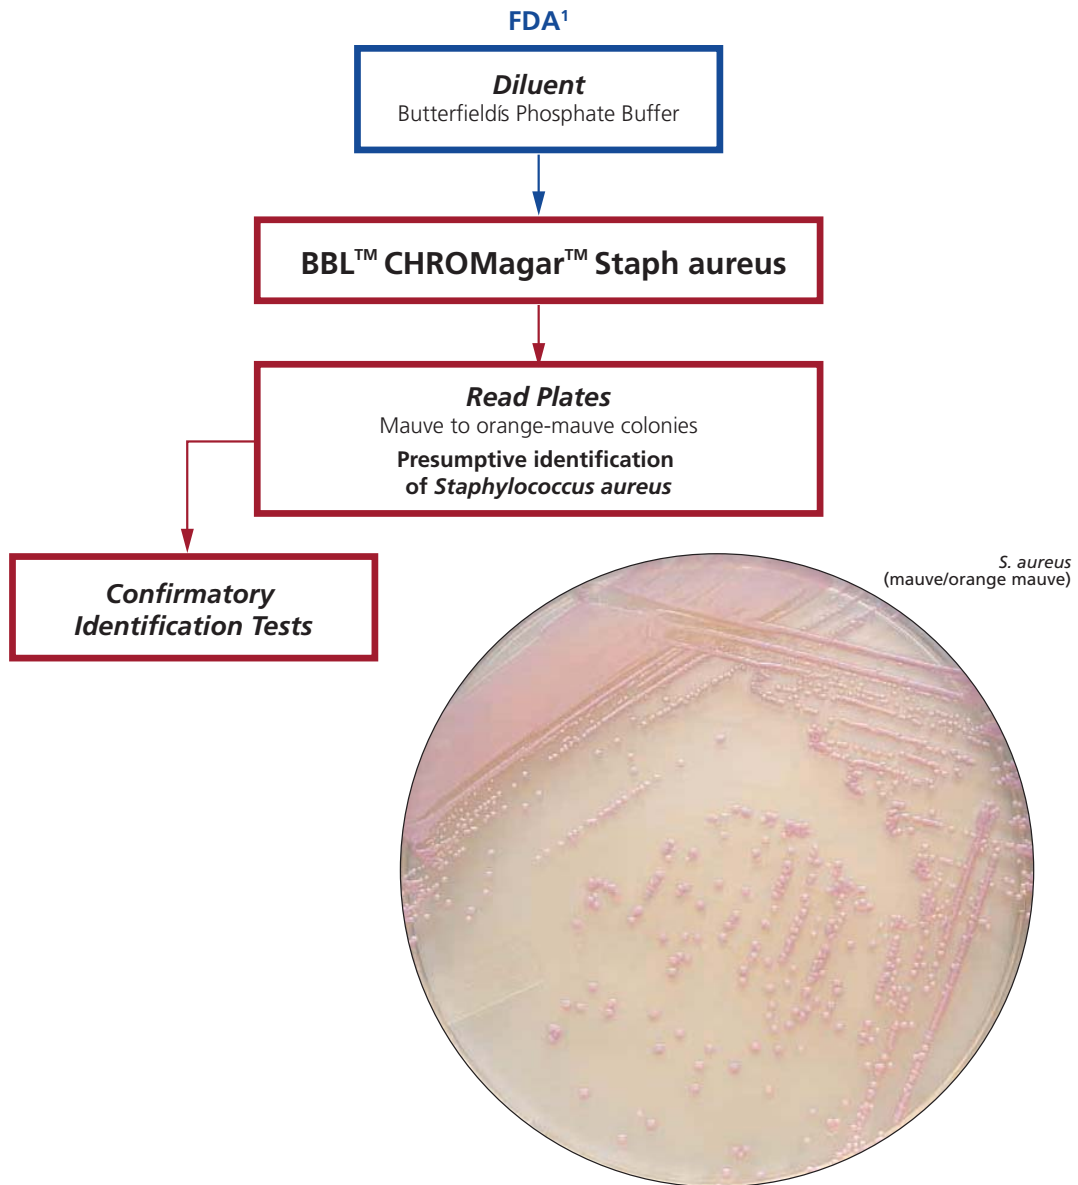 FDA¹
Diluent
Butterfieldís Phosphate Buffer
BBL™ CHROMagar™ Staph aureus
Read Plates
Mauve to orange-mauve colonies
Presumptive identification
of Staphylococcus aureus
Confirmatory
Identification Tests
S. aureus
(mauve/orange mauve)